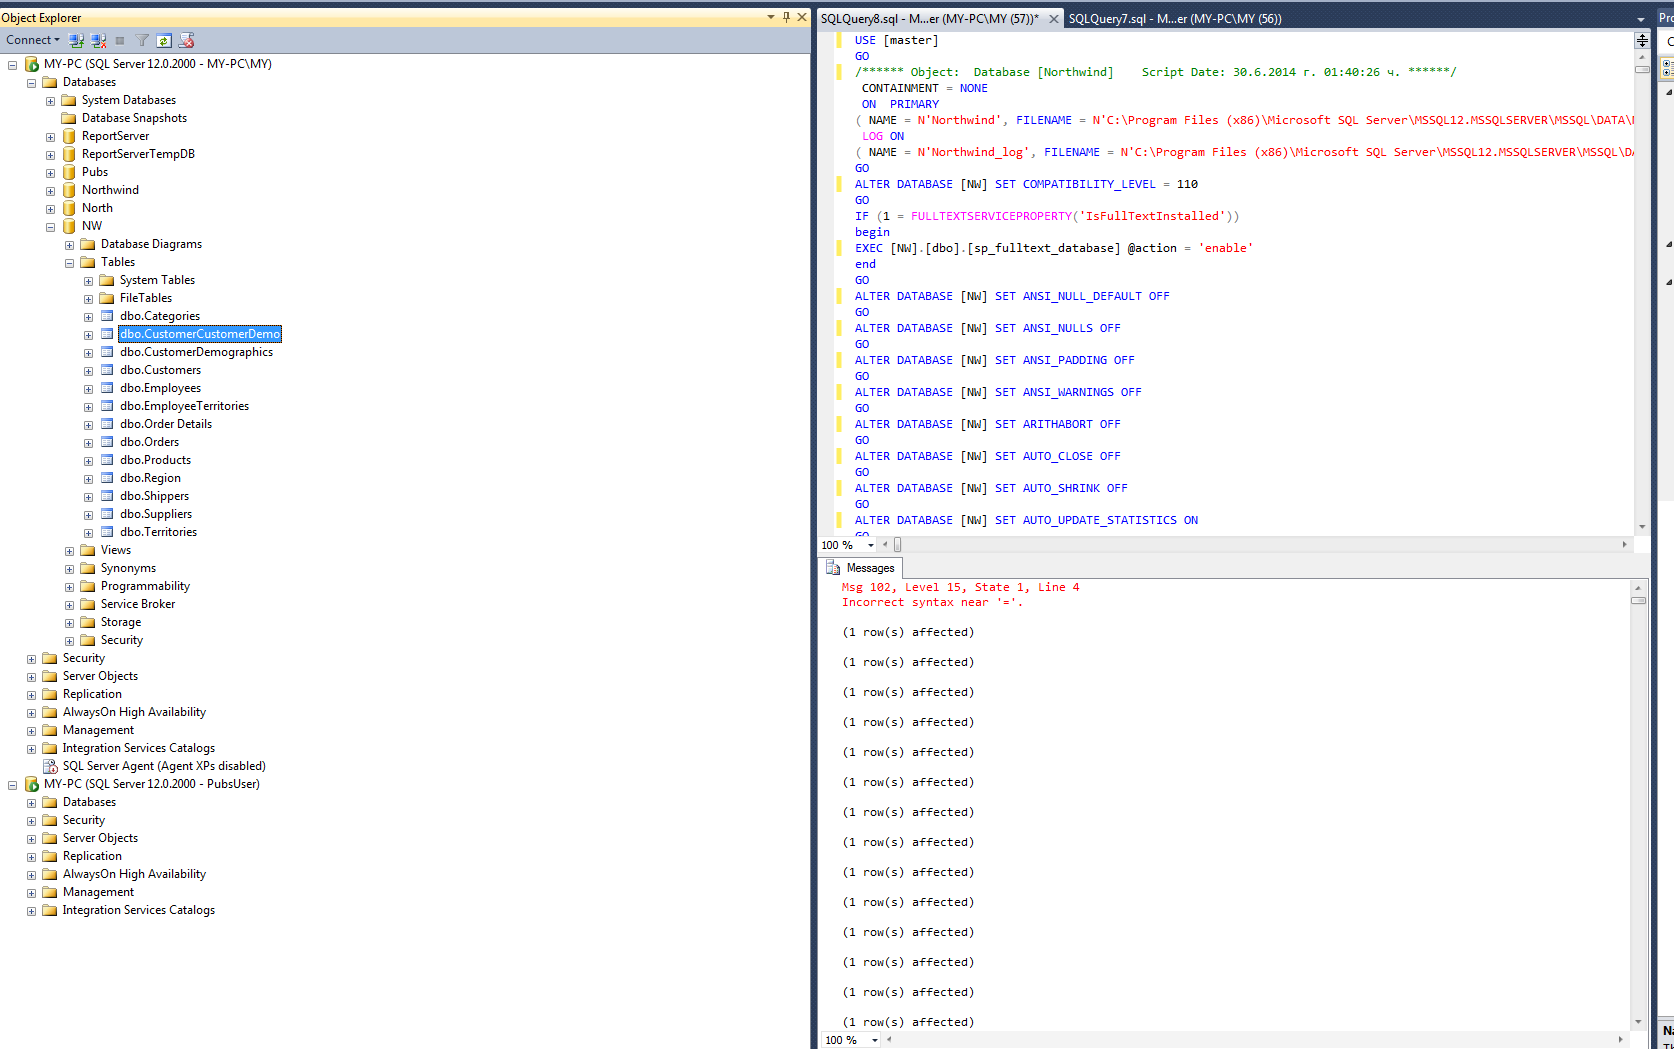 Object Explorer
Connect
MY-PC (SQL Server 12.0.2000 - MY-PC\MY)
Databases
System Databases
Database Snapshots
ReportServer
ReportServerTempDB
Pubs
Northwind
North
NW
Database Diagrams
Tables
System Tables
FileTables
dbo.Categories
dbo.CustomerCustomerDemo
dbo.CustomerDemographics
dbo.Customers
dbo.Employees
dbo.EmployeeTerritories
dbo.Order Details
dbo.Orders
dbo.Products
dbo.Region
dbo.Shippers
dbo.Suppliers
dbo.Territories
Views
Synonyms
Programmability
Service Broker
Storage
Security
Security
Server Objects
Replication
AlwaysOn High Availability
Management
Integration Services Catalogs
SQL Server Agent (Agent XPs disabled)
MY-PC (SQL Server 12.0.2000 - PubsUser)
Databases
Security
Server Objects
Replication
AlwaysOn High Availability
Management
Integration Services Catalogs
SQLQuery8.sql - M...er (MY-PC\MY (57))* SQLQuery7.sql - M...er (MY-PC\MY (56))
USE [master]
GO
/****** Object:  Database [Northwind]    Script Date: 30.6.2014 г. 01:40:26 ч. ******/
CONTAINMENT = NONE
ON  PRIMARY
( NAME = N'Northwind', FILENAME = N'C:\Program Files (x86)\Microsoft SQL Server\MSSQL12.MSSQLSERVER\MSSQL\DATA\
LOG ON
( NAME = N'Northwind_log', FILENAME = N'C:\Program Files (x86)\Microsoft SQL Server\MSSQL12.MSSQLSERVER\MSSQL\DA
GO
ALTER DATABASE [NW] SET COMPATIBILITY_LEVEL = 110
GO
IF (1 = FULLTEXTSERVICEPROPERTY('IsFullTextInstalled'))
begin
EXEC [NW].[dbo].[sp_fulltext_database] @action = 'enable'
end
GO
ALTER DATABASE [NW] SET ANSI_NULL_DEFAULT OFF
GO
ALTER DATABASE [NW] SET ANSI_NULLS OFF
GO
ALTER DATABASE [NW] SET ANSI_PADDING OFF
GO
ALTER DATABASE [NW] SET ANSI_WARNINGS OFF
GO
ALTER DATABASE [NW] SET ARITHABORT OFF
GO
ALTER DATABASE [NW] SET AUTO_CLOSE OFF
GO
ALTER DATABASE [NW] SET AUTO_SHRINK OFF
GO
ALTER DATABASE [NW] SET AUTO_UPDATE_STATISTICS ON
GO
100 %
Messages
Msg 102, Level 15, State 1, Line 4
Incorrect syntax near '='.
(1 row(s) affected)
(1 row(s) affected)
(1 row(s) affected)
(1 row(s) affected)
(1 row(s) affected)
(1 row(s) affected)
(1 row(s) affected)
(1 row(s) affected)
(1 row(s) affected)
(1 row(s) affected)
(1 row(s) affected)
(1 row(s) affected)
(1 row(s) affected)
(1 row(s) affected)
100 %